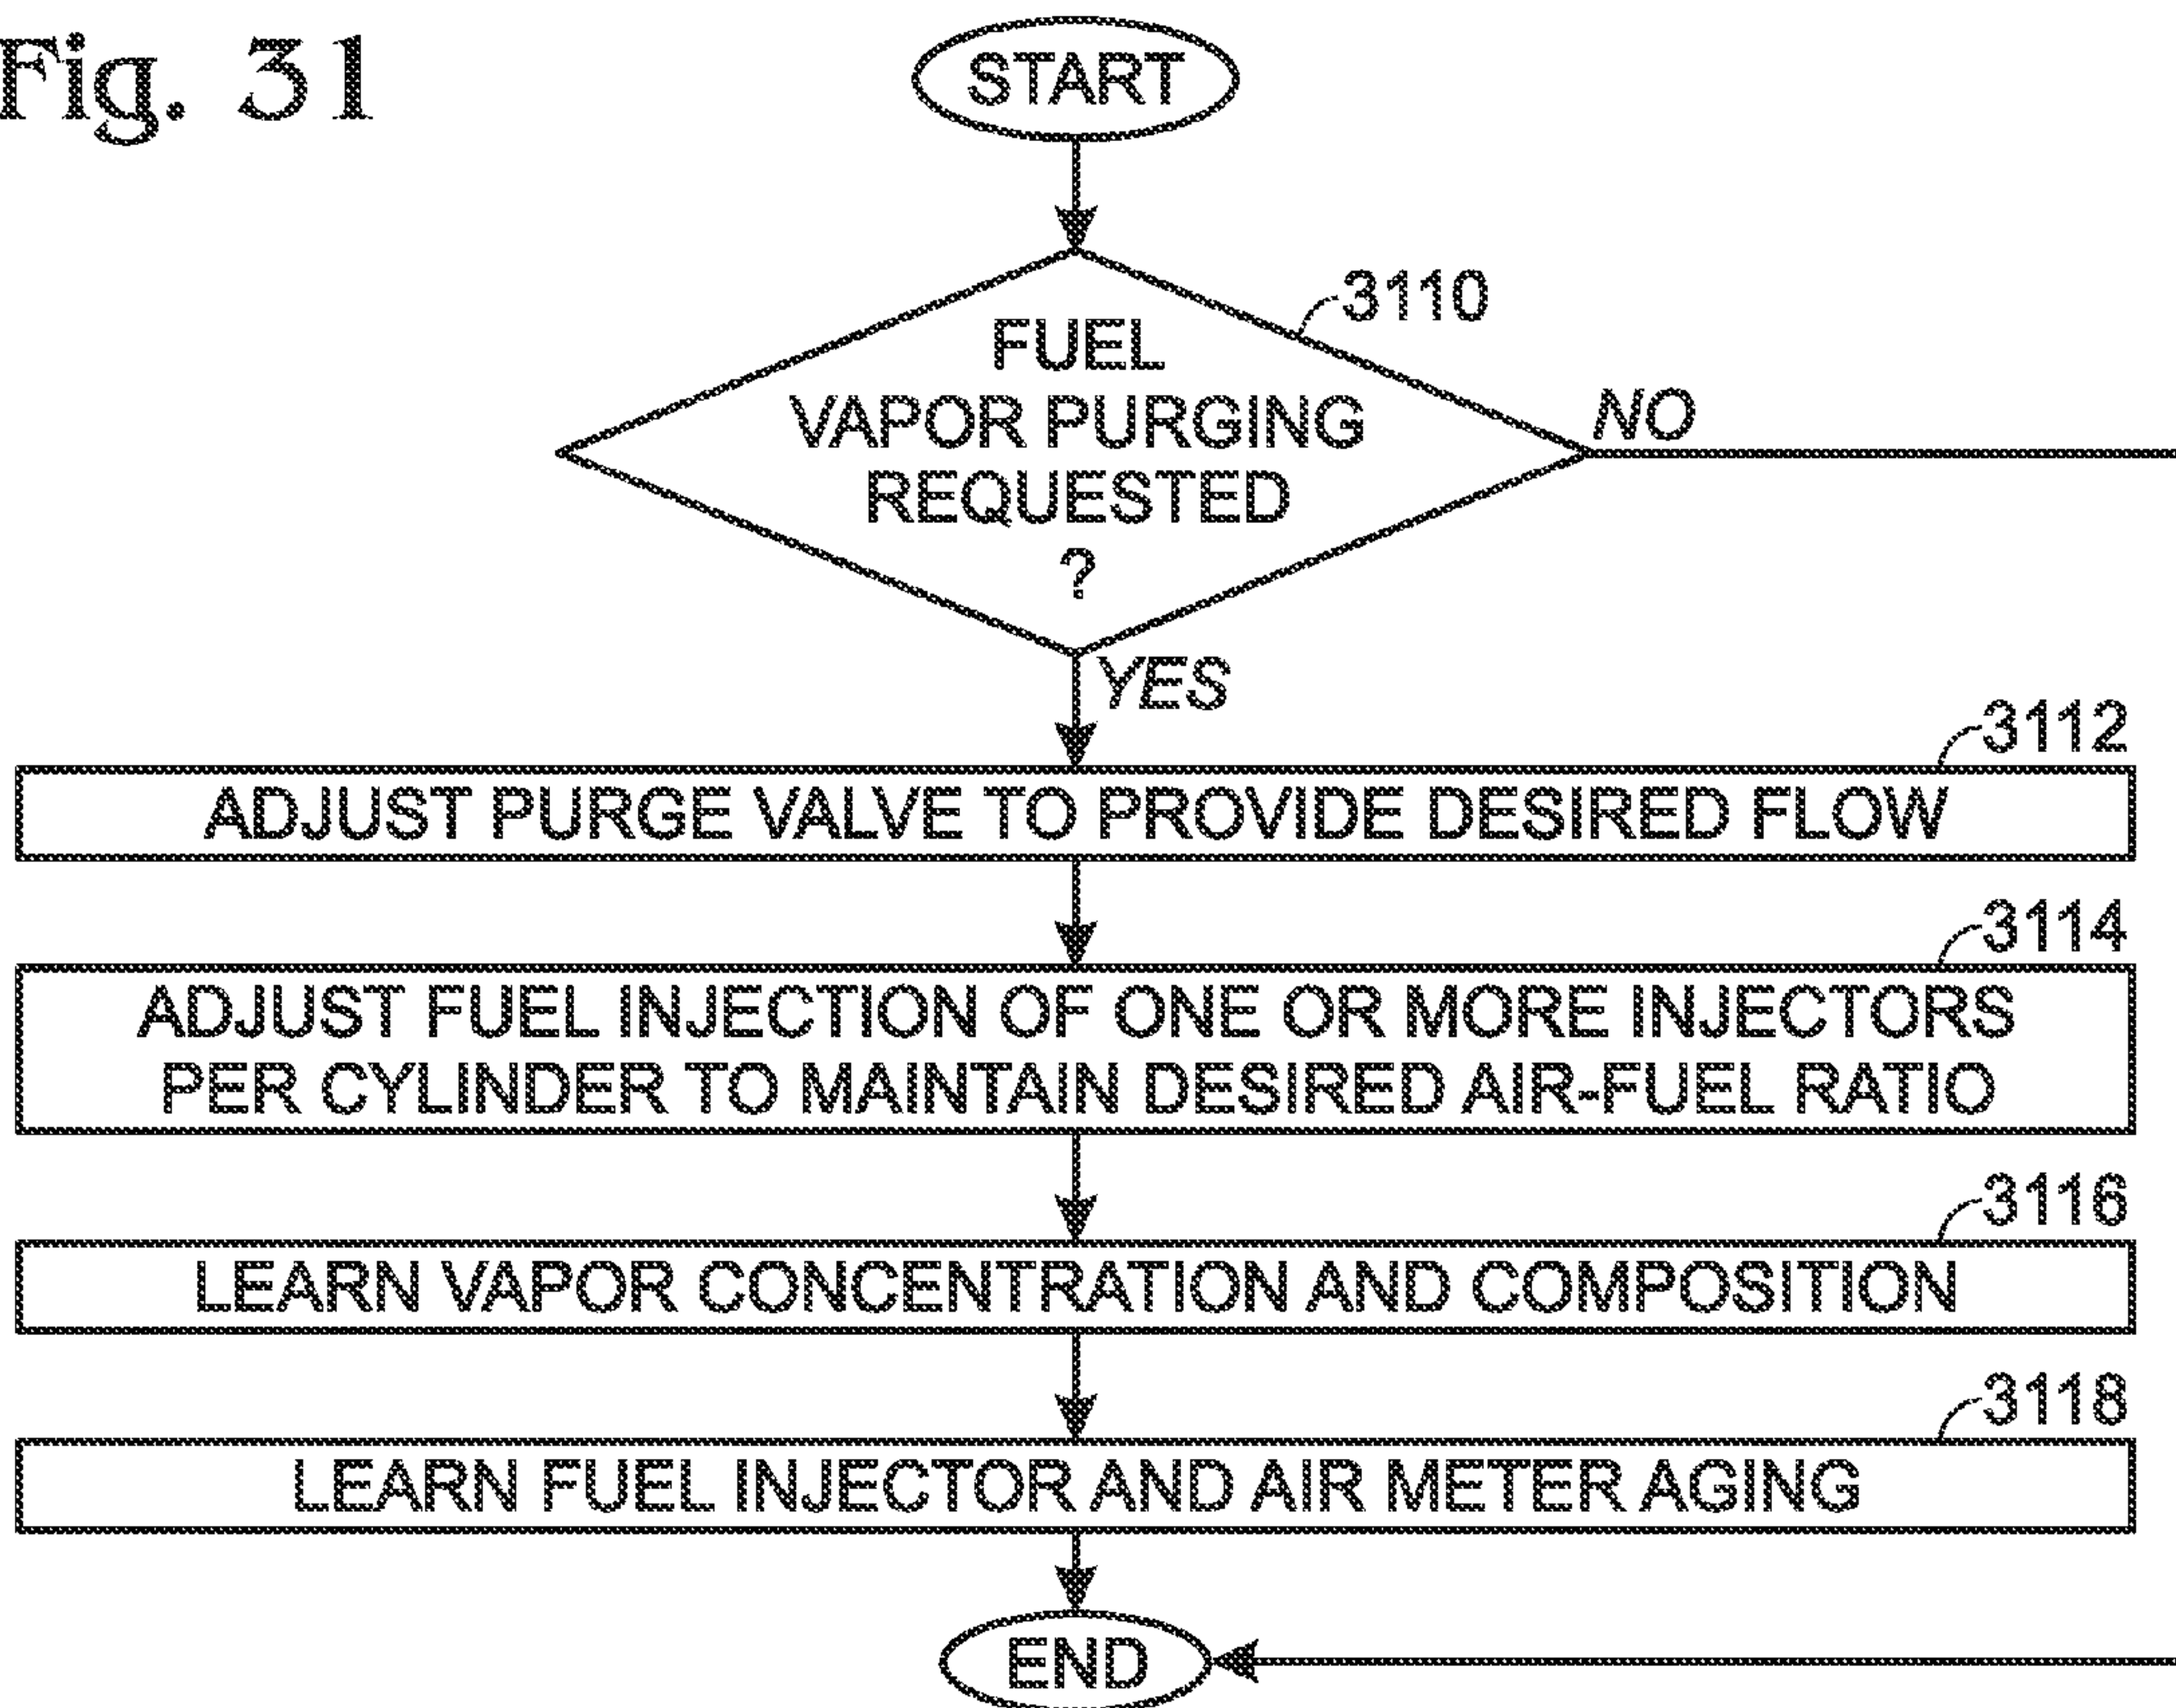 Fig. 31
START
3110
FUEL
VAPOR PURGING
REQUESTED
?
NO
YES
3112
ADJUST PURGE VALVE TO PROVIDE DESIRED FLOW
3114
ADJUST FUEL INJECTION OF ONE OR MORE INJECTORS
PER CYLINDER TO MAINTAIN DESIRED AIR-FUEL RATIO
3116
LEARN VAPOR CONCENTRATION AND COMPOSITION
3118
LEARN FUEL INJECTOR AND AIR METER AGING
END